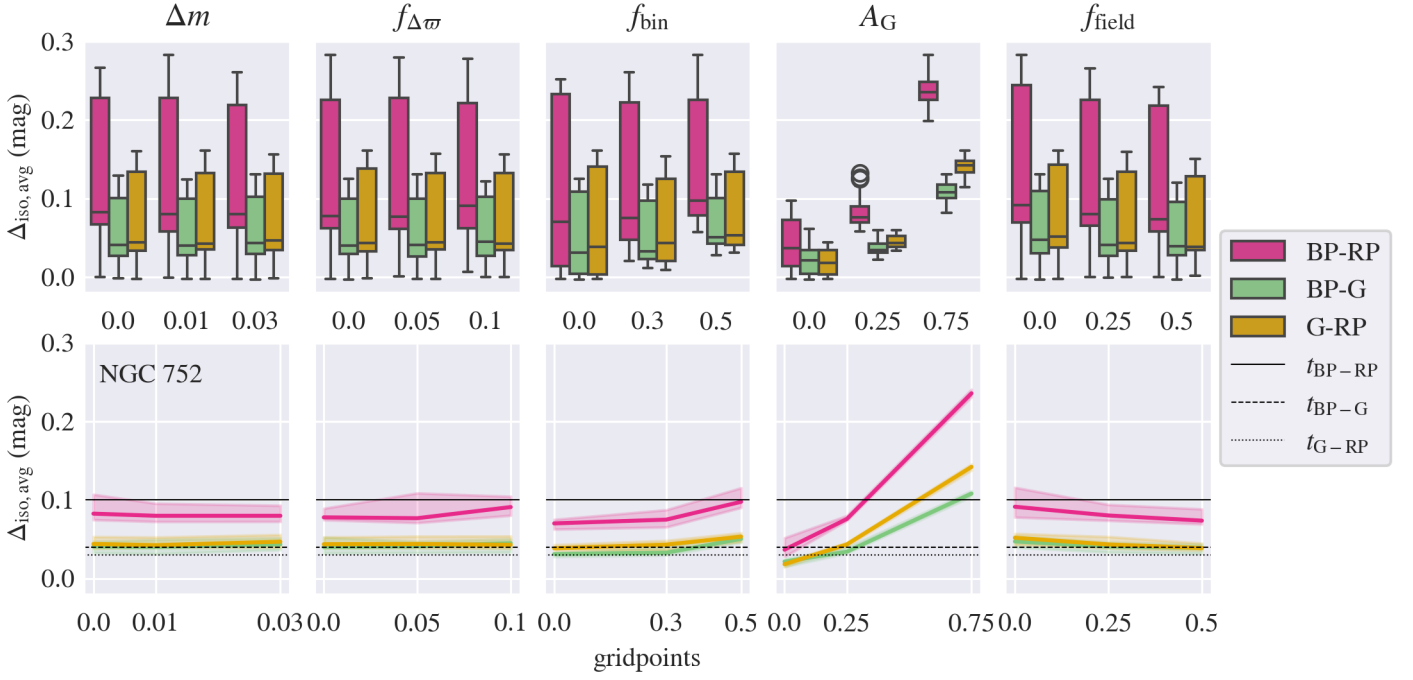 Δm f_Δϖ f_bin A_G f_field
Δ_iso, avg (mag)
0.3
0.2
0.1
0.0
0.0 0.01 0.03 0.0 0.05 0.1 0.0 0.3 0.5 0.0 0.25 0.75 0.0 0.25 0.5
BP-RP
BP-G
G-RP
t_BP−RP
t_BP−G
t_G−RP
Δ_iso, avg (mag)
0.3
0.2
0.1
0.0
NGC 752
0.0 0.01 0.03 0.0 0.05 0.1 0.0 0.3 0.5 0.0 0.25 0.75 0.0 0.25 0.5
gridpoints